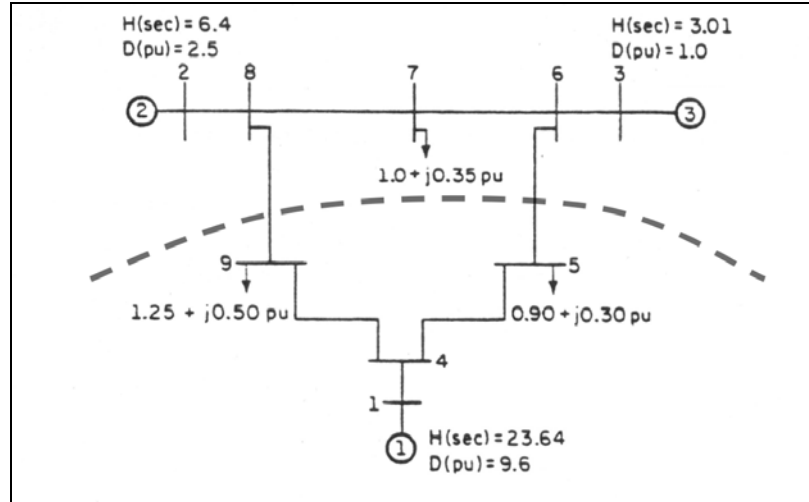 H(sec) = 6.4
D(pu) = 2.5
H(sec) = 3.01
D(pu) = 1.0
2 8 7 6 3
2 3
1.0 + j0.35 pu
9 5
1.25 + j0.50 pu
0.90 + j0.30 pu
4
1
1
H(sec) = 23.64
D(pu) = 9.6